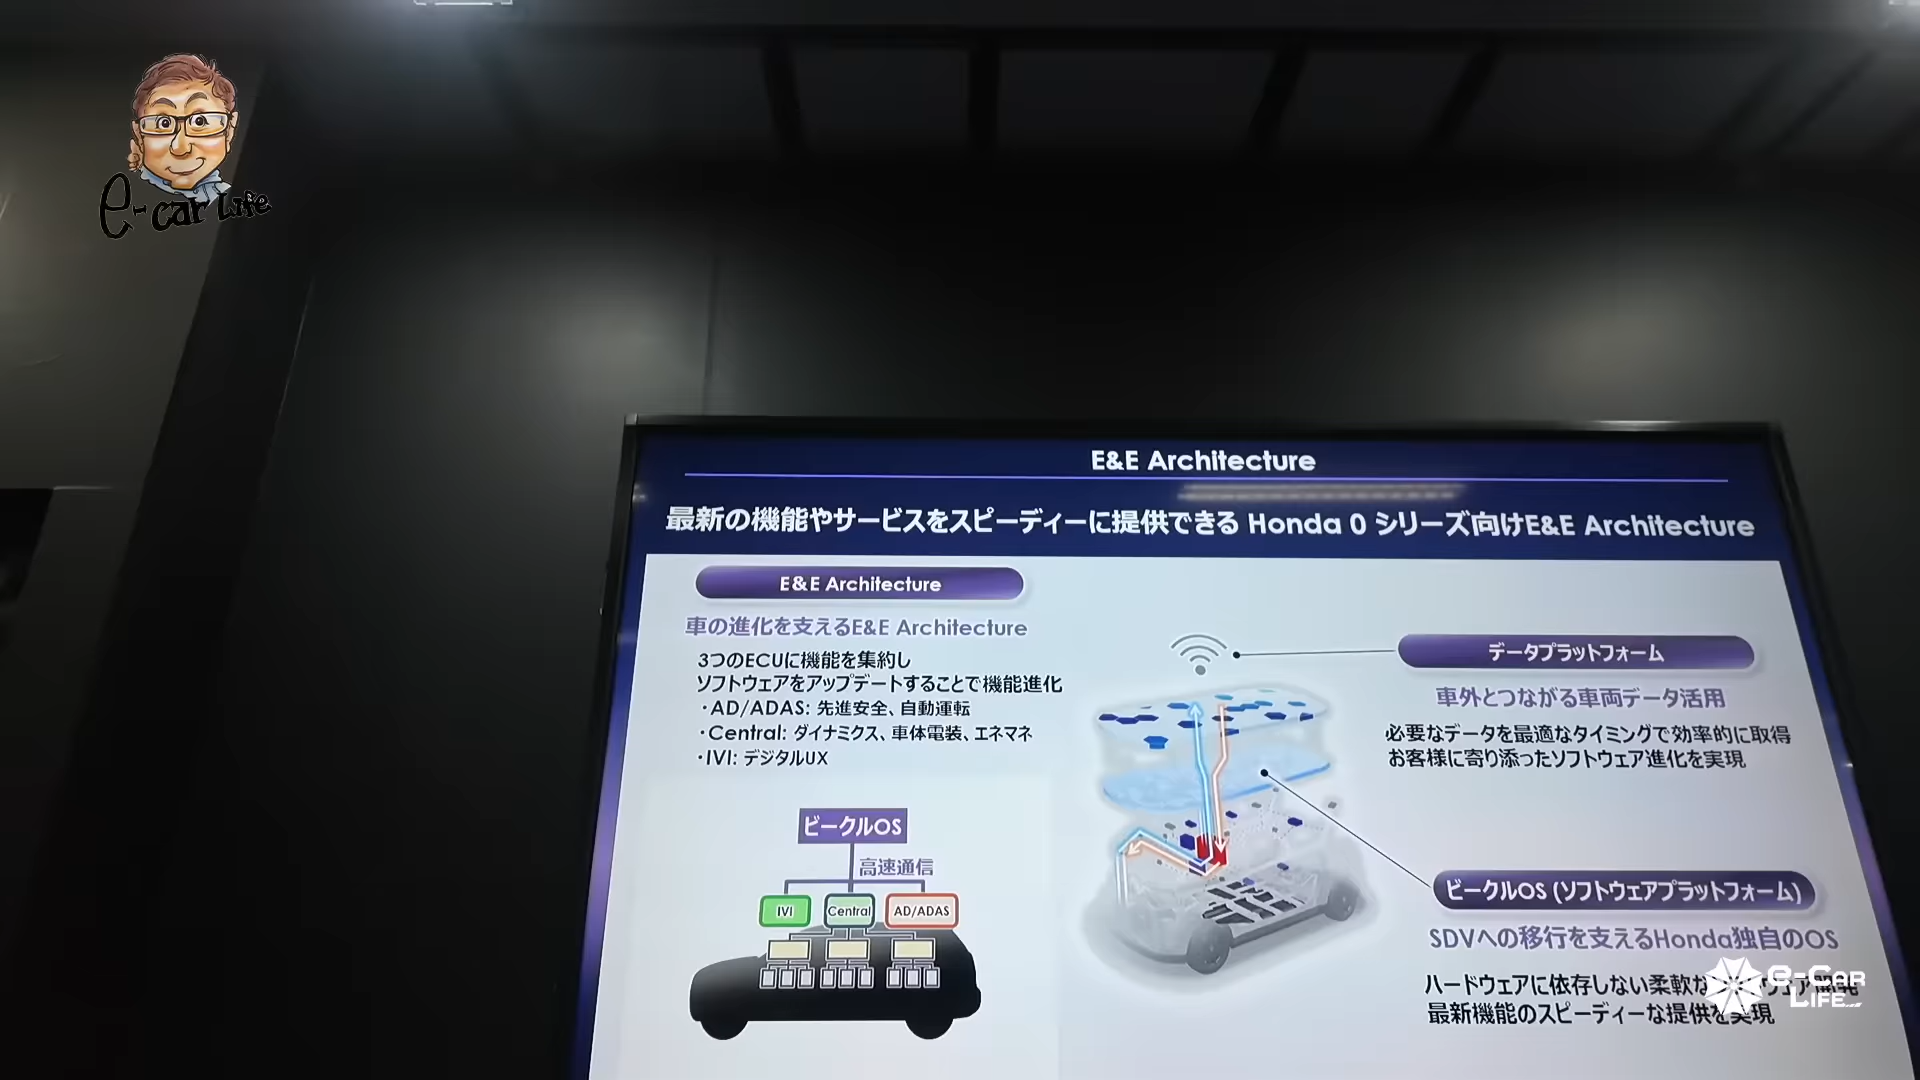 e-car Life
E&E Architecture
最新の機能やサービスをスピーディーに提供できる Honda 0 シリーズ向けE&E Architecture
E&E Architecture
車の進化を支えるE&E Architecture
3つのECUに機能を集約し
ソフトウェアをアップデートすることで機能進化
・AD/ADAS: 先進安全、自動運転
・Central: ダイナミクス、車体電装、エネマネ
・IVI: デジタルUX
ビークルOS
高速通信
IVI
Central
AD/ADAS
データプラットフォーム
車外とつながる車両データ活用
必要なデータを最適なタイミングで効率的に取得
お客様に寄り添ったソフトウェア進化を実現
ビークルOS (ソフトウェアプラットフォーム)
SDVへの移行を支えるHonda独自のOS
ハードウェアに依存しない柔軟な
最新機能のスピーディーな提供を実現
e-Car
Life